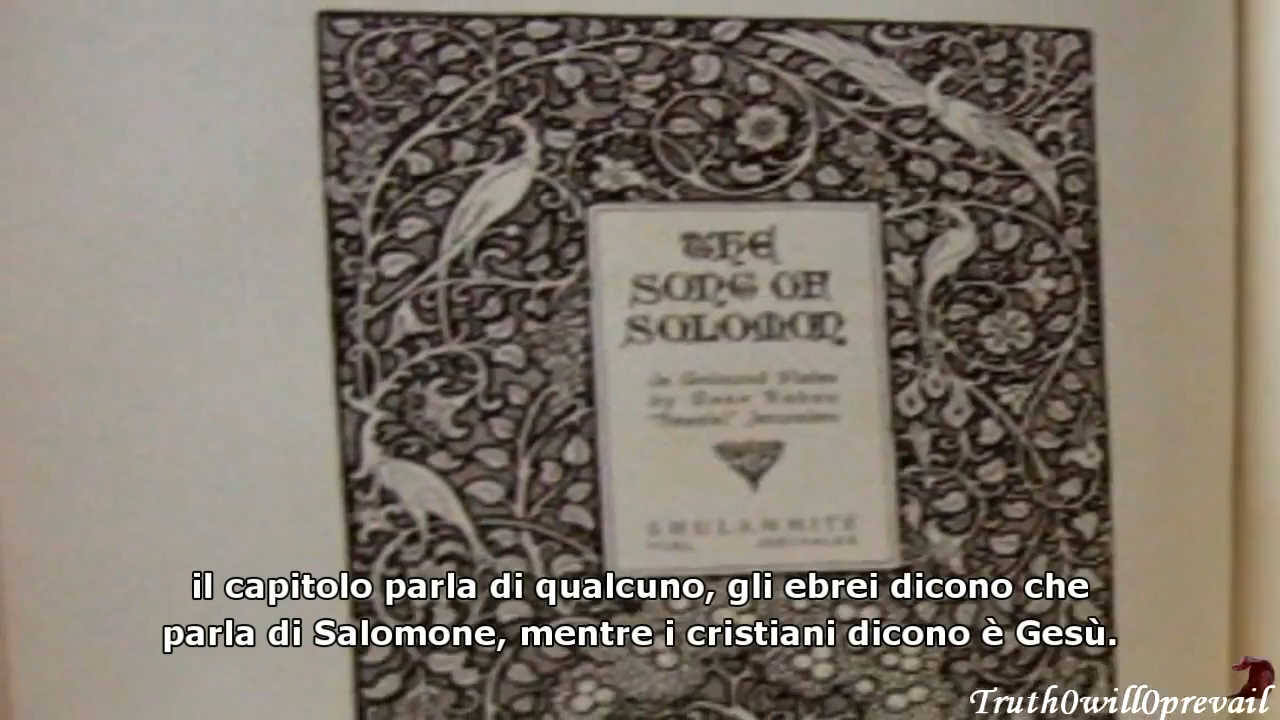 THE
SONG OF
SOLOMON
SHULAMMITE
il capitolo parla di qualcuno, gli ebrei dicono che
parla di Salomone, mentre i cristiani dicono è Gesù.
Truth0will0prevail